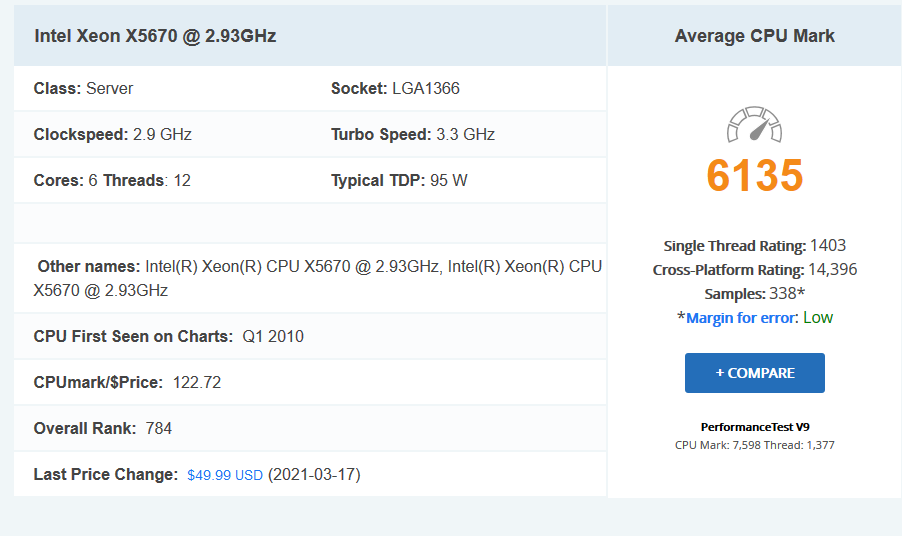 Intel Xeon X5670 @ 2.93GHz
Class: Server
Socket: LGA1366
Clockspeed: 2.9 GHz
Turbo Speed: 3.3 GHz
Cores: 6 Threads: 12
Typical TDP: 95 W
Other names: Intel(R) Xeon(R) CPU X5670 @ 2.93GHz, Intel(R) Xeon(R) CPU
X5670 @ 2.93GHz
CPU First Seen on Charts: Q1 2010
CPUmark/$Price: 122.72
Overall Rank: 784
Last Price Change: $49.99 USD (2021-03-17)
Average CPU Mark
6135
Single Thread Rating: 1403
Cross-Platform Rating: 14,396
Samples: 338*
*Margin for error: Low
+ COMPARE
PerformanceTest V9
CPU Mark: 7,598 Thread: 1,377